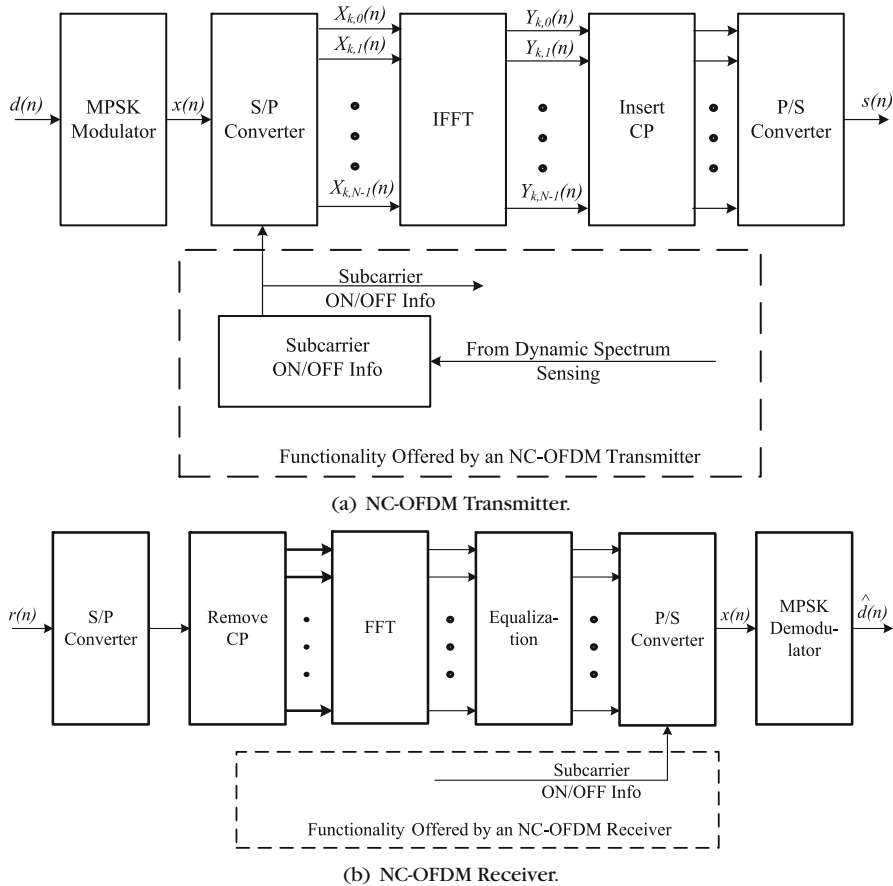 X_{k,0}(n)
Y_{k,0}(n)
X_{k,1}(n)
Y_{k,1}(n)
d(n)
MPSK
Modulator
x(n)
S/P
Converter
IFFT
Insert
CP
P/S
Converter
s(n)
X_{k,N-1}(n)
Y_{k,N-1}(n)
Subcarrier
ON/OFF Info
Subcarrier
ON/OFF Info
From Dynamic Spectrum
Sensing
Functionality Offered by an NC-OFDM Transmitter
(a) NC-OFDM Transmitter.
r(n)
S/P
Converter
Remove
CP
FFT
Equaliza-
tion
P/S
Converter
x(n)
MPSK
Demodu-
lator
^
d(n)
Subcarrier
ON/OFF Info
Functionality Offered by an NC-OFDM Receiver
(b) NC-OFDM Receiver.